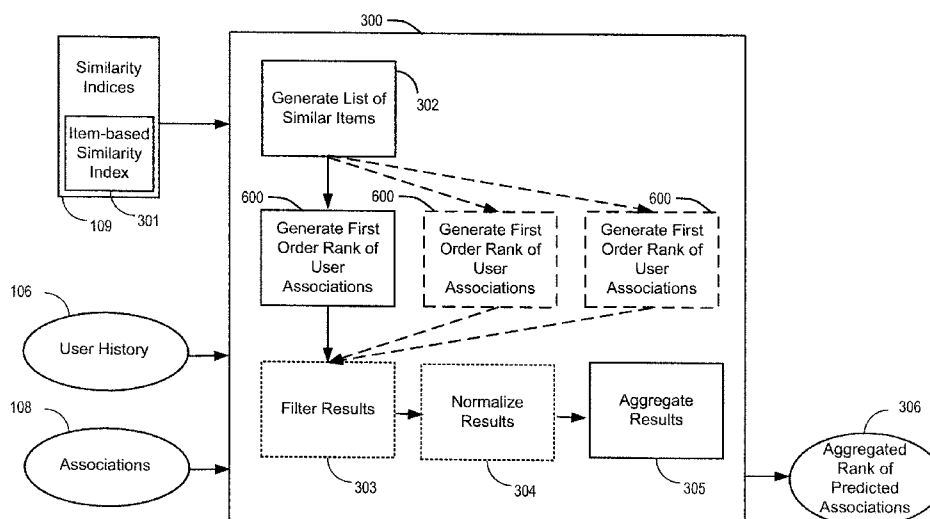 300
Similarity
Indices
Item-based
Similarity
Index
109
301
Generate List of
Similar Items
302
600
Generate First
Order Rank of
User
Associations
600
Generate First
Order Rank of
User
Associations
600
Generate First
Order Rank of
User
Associations
106
User History
108
Associations
Filter Results
303
Normalize
Results
304
Aggregate
Results
305
306
Aggregated
Rank of
Predicted
Associations